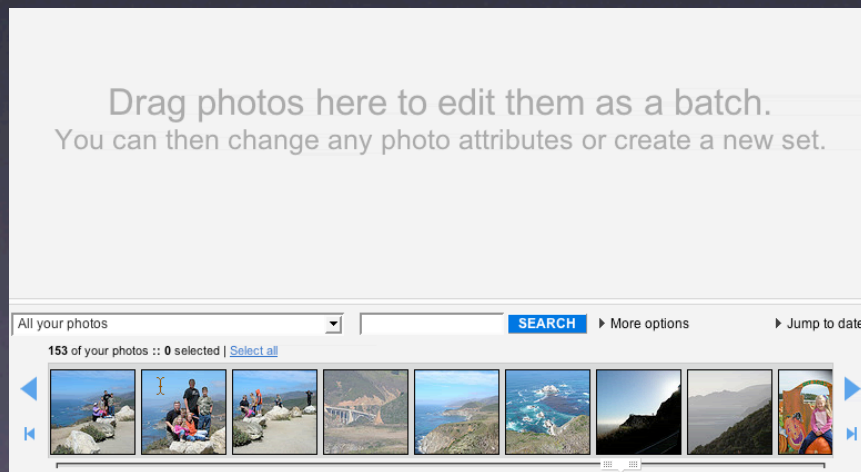 Drag photos here to edit them as a batch.
You can then change any photo attributes or create a new set.
All your photos SEARCH More options Jump to date
153 of your photos :: 0 selected | Select all